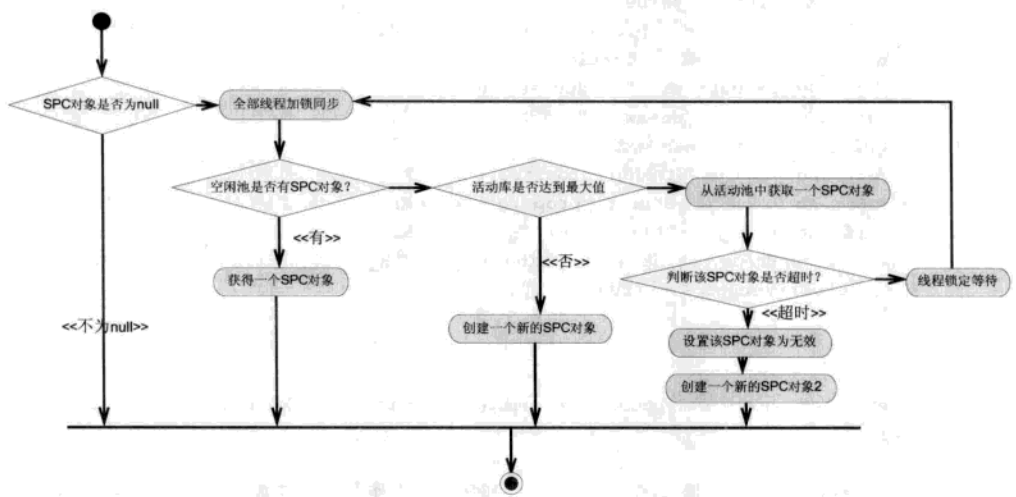 SPC对象是否为null
全部线程加锁同步
空闲池是否有SPC对象?
活动库是否达到最大值
从活动池中获取一个SPC对象
<<有>>
<<否>>
获得一个SPC对象
判断该SPC对象是否超时?
线程锁定等待
<<不为null>>
创建一个新的SPC对象
<<超时>>
设置该SPC对象为无效
创建一个新的SPC对象2